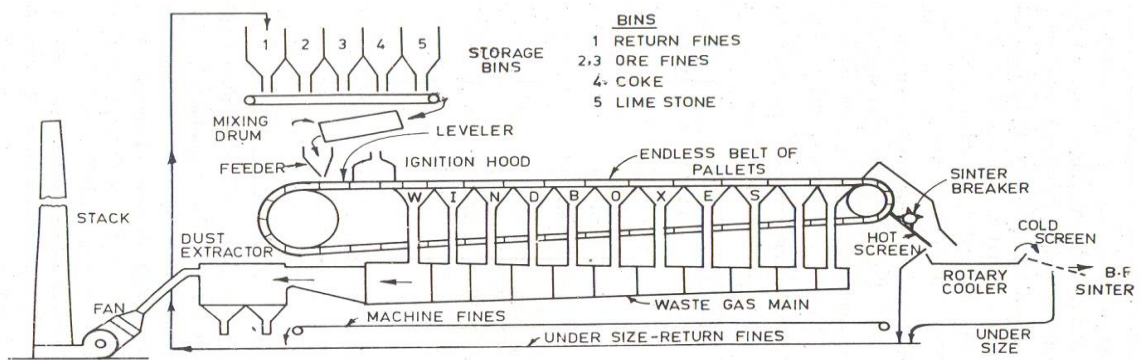 1 2 3 4 5
STORAGE
BINS
BINS
1 RETURN FINES
2,3 ORE FINES
4- COKE
5 LIME STONE
MIXING
DRUM
LEVELER
FEEDER
IGNITION HOOD
ENDLESS BELT OF
PALLETS
SINTER
BREAKER
W I N D B O X E S
STACK
DUST
EXTRACTOR
HOT
SCREEN
COLD
SCREEN
ROTARY
COOLER
B-F
SINTER
FAN
WASTE GAS MAIN
MACHINE FINES
UNDER SIZE-RETURN FINES
UNDER
SIZE